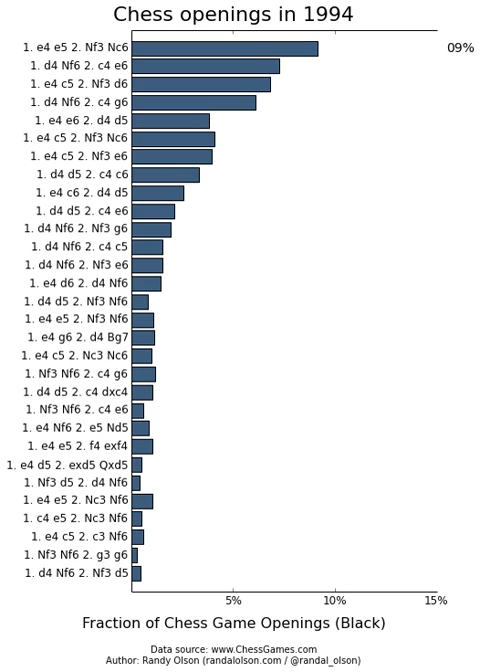 Chess openings in 1994
1. e4 e5 2. Nf3 Nc6
09%
1. d4 Nf6 2. c4 e6
1. e4 c5 2. Nf3 d6
1. d4 Nf6 2. c4 g6
1. e4 e6 2. d4 d5
1. e4 c5 2. Nf3 Nc6
1. e4 c5 2. Nf3 e6
1. d4 d5 2. c4 c6
1. e4 c6 2. d4 d5
1. d4 d5 2. c4 e6
1. d4 Nf6 2. Nf3 g6
1. d4 Nf6 2. c4 c5
1. d4 Nf6 2. Nf3 e6
1. e4 d6 2. d4 Nf6
1. d4 d5 2. Nf3 Nf6
1. e4 e5 2. Nf3 Nf6
1. e4 g6 2. d4 Bg7
1. e4 c5 2. Nc3 Nc6
1. Nf3 Nf6 2. c4 g6
1. d4 d5 2. c4 dxc4
1. Nf3 Nf6 2. c4 e6
1. e4 Nf6 2. e5 Nd5
1. e4 e5 2. f4 exf4
1. e4 d5 2. exd5 Qxd5
1. Nf3 d5 2. d4 Nf6
1. e4 e5 2. Nc3 Nf6
1. c4 e5 2. Nc3 Nf6
1. e4 c5 2. c3 Nf6
1. Nf3 Nf6 2. g3 g6
1. d4 Nf6 2. Nf3 d5
5% 10% 15%
Fraction of Chess Game Openings (Black)
Data source: www.ChessGames.com
Author: Randy Olson (randalolson.com / @randal_olson)